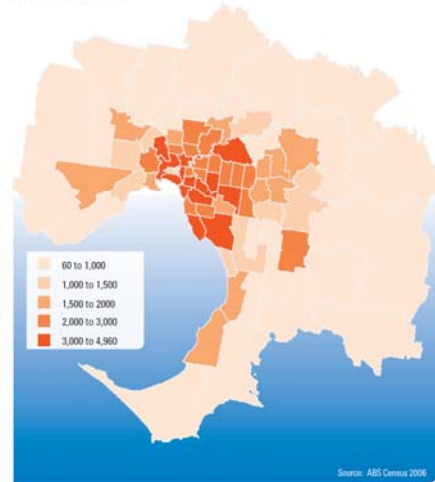 60 to 1,000
1,000 to 1,500
1,500 to 2000
2,000 to 3,000
3,000 to 4,960
Source: ABS Census 2006